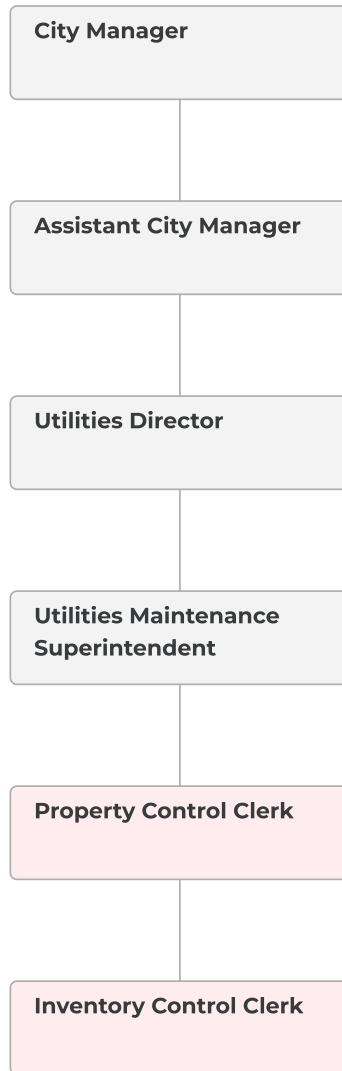 City Manager
Assistant City Manager
Utilities Director
Utilities Maintenance
Superintendent
Property Control Clerk
Inventory Control Clerk